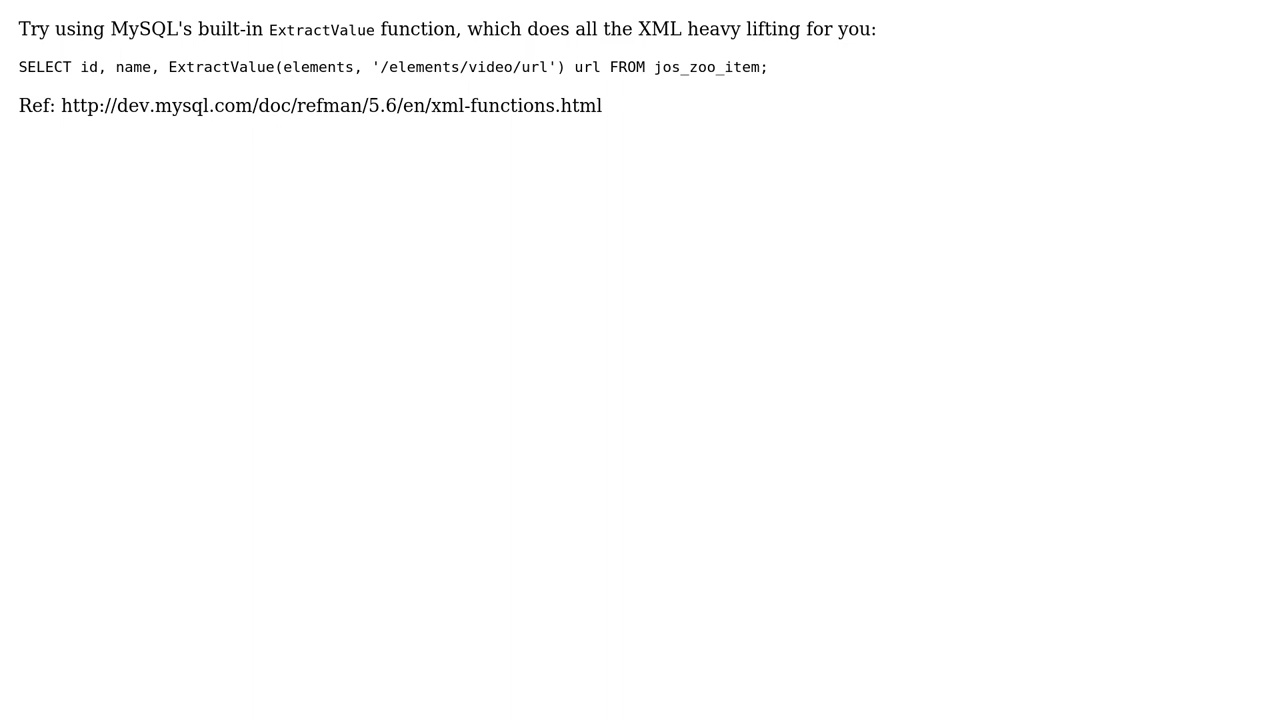 Try using MySQL's built-in ExtractValue function, which does all the XML heavy lifting for you:
SELECT id, name, ExtractValue(elements, '/elements/video/url') url FROM jos_zoo_item;
Ref: http://dev.mysql.com/doc/refman/5.6/en/xml-functions.html